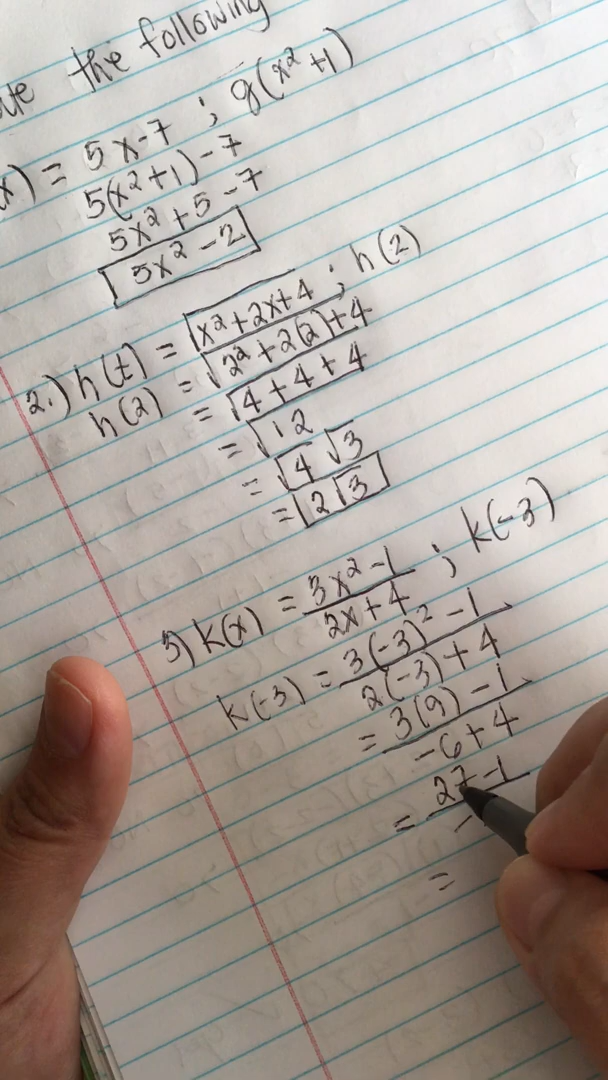 the following
x) = 5x-7 ; g(x²+1)
5(x²+1)-7
5x²+5-7
5x²-2
2.) h(t) = √x²+2x+4 ; h(2)
h(2) = √2²+2(2)+4
= √4+4+4
= √12
= √4 √3
= 2√3
3) k(x) = 3x²-1 / 2x+4 ; k(-3)
k(-3) = 3(-3)²-1 / 2(-3)+4
= 3(9)-1 / -6+4
= 27-1 / -
=